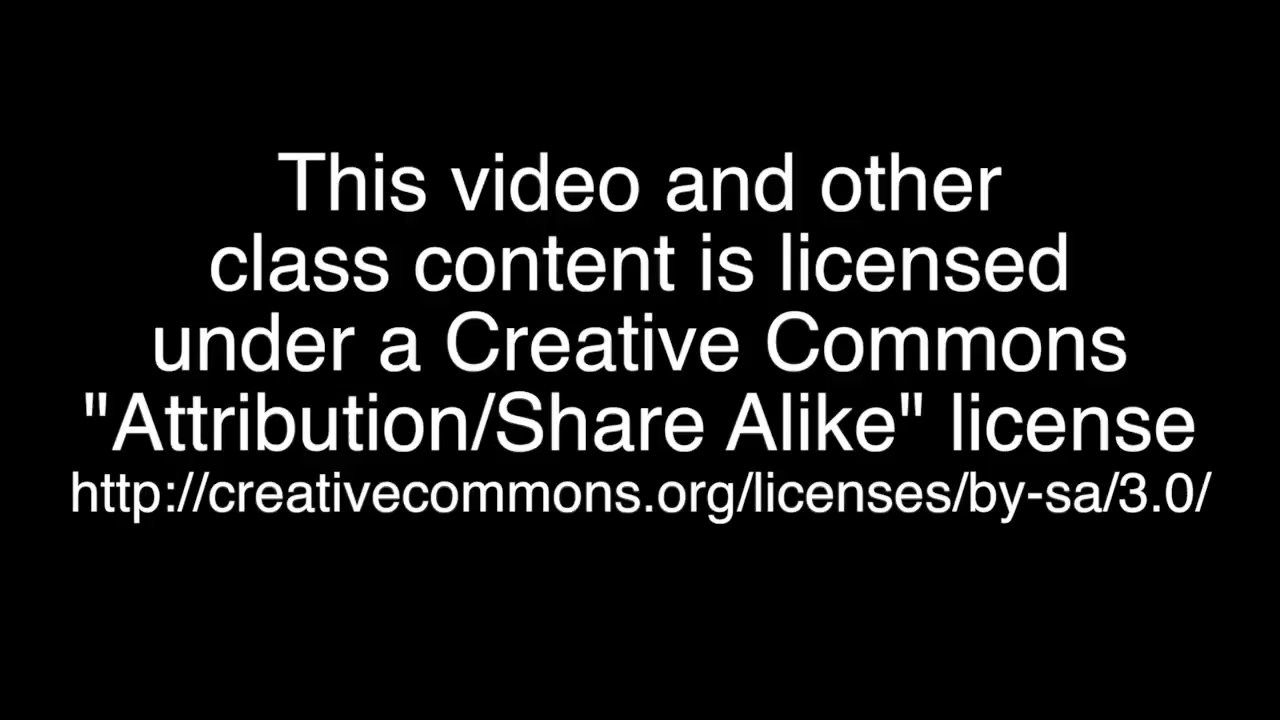 This video and other
class content is licensed
under a Creative Commons
"Attribution/Share Alike" license
http://creativecommons.org/licenses/by-sa/3.0/